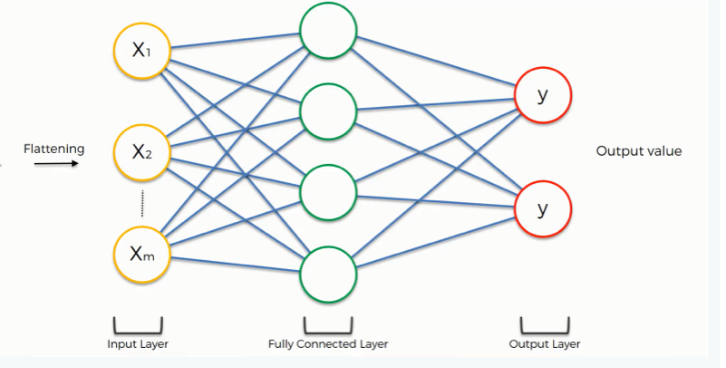 X1
Flattening
X2
Xm
y
y
Output value
Input Layer
Fully Connected Layer
Output Layer